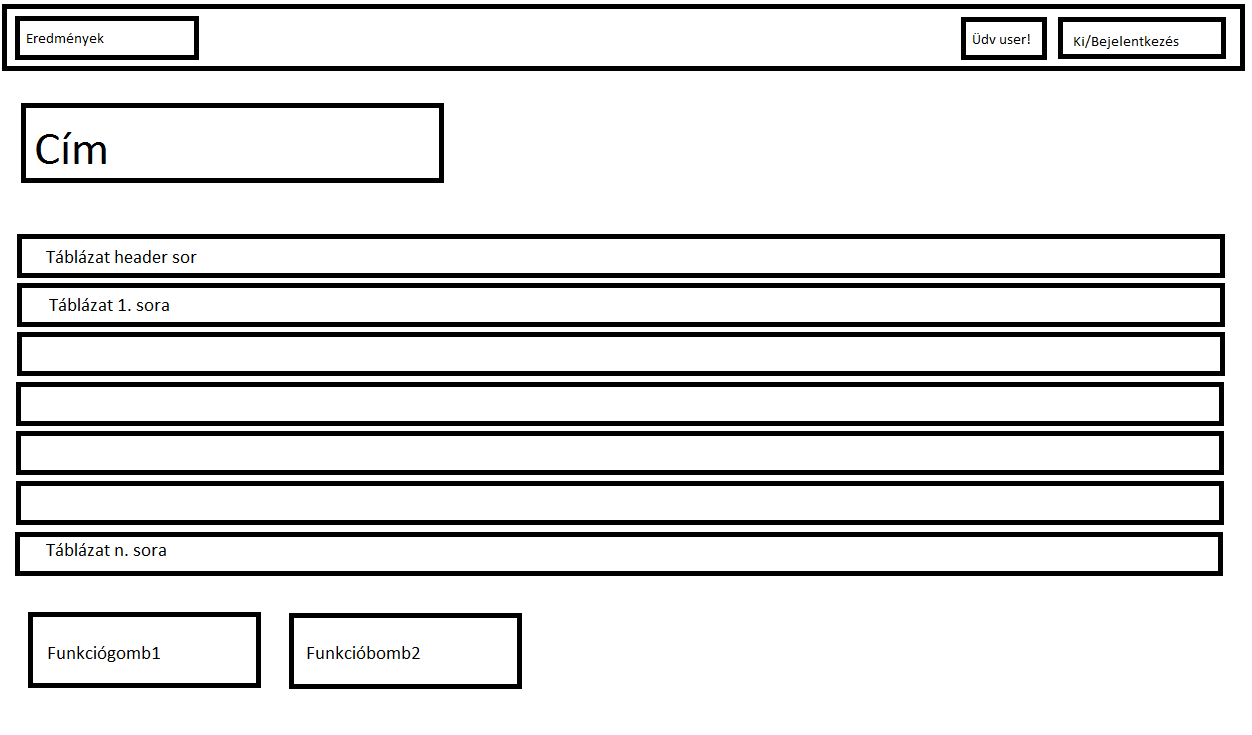 Eredmények
Üdv user!
Ki/Bejelentkezés
Cím
Táblázat header sor
Táblázat 1. sora
Táblázat n. sora
Funkciógomb1
Funkcióbomb2